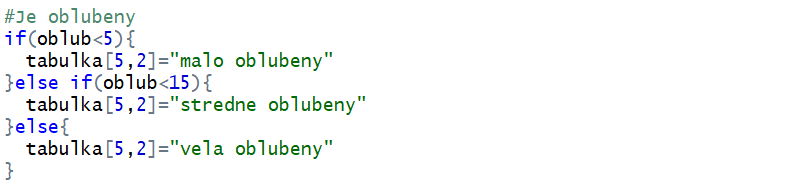 #Je oblubeny
if(oblub<5){
  tabulka[5,2]="malo oblubeny"
}else if(oblub<15){
  tabulka[5,2]="stredne oblubeny"
}else{
  tabulka[5,2]="vela oblubeny"
}